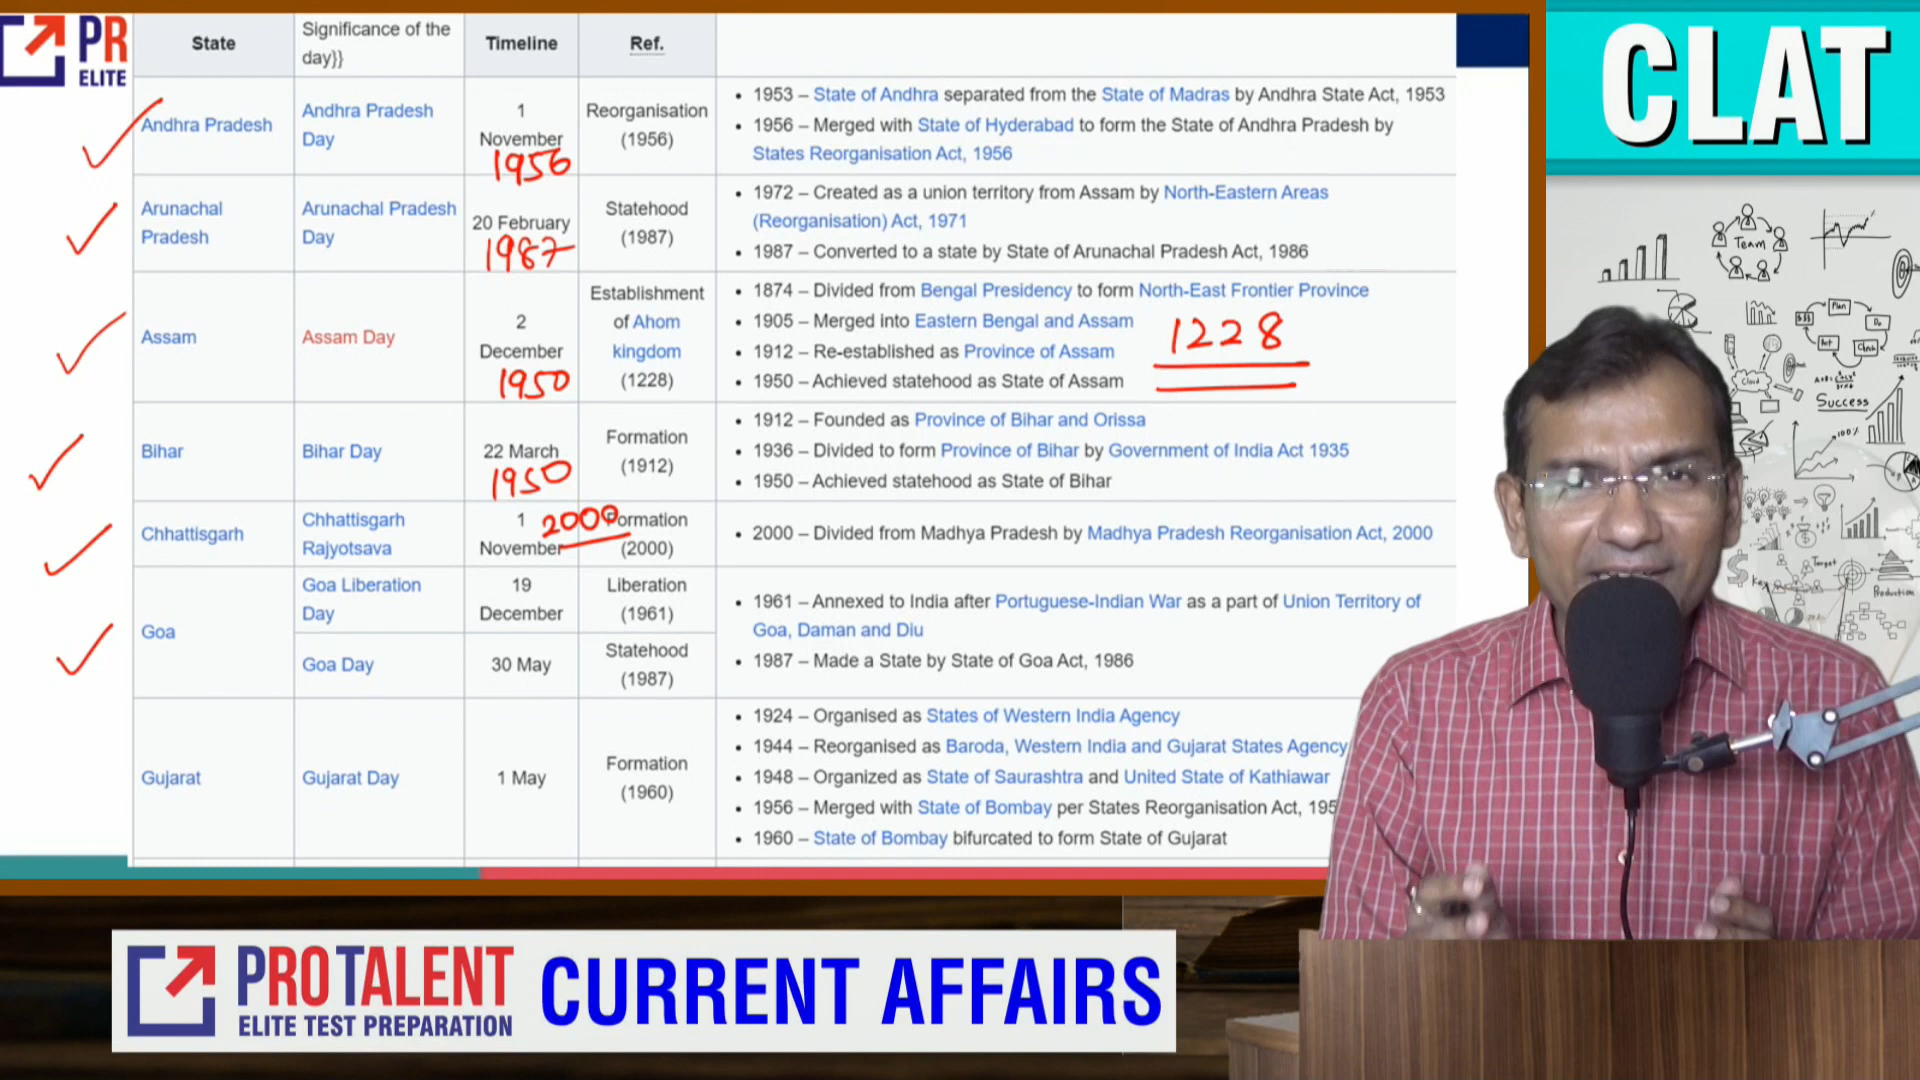 PR
ELITE
State
Significance of the
day}}
Timeline
Ref.
Andhra Pradesh
Andhra Pradesh
Day
1
November
1956
Reorganisation
(1956)
• 1953 – State of Andhra separated from the State of Madras by Andhra State Act, 1953
• 1956 – Merged with State of Hyderabad to form the State of Andhra Pradesh by
States Reorganisation Act, 1956
Arunachal
Pradesh
Arunachal Pradesh
Day
20 February
1987
Statehood
(1987)
• 1972 – Created as a union territory from Assam by North-Eastern Areas
(Reorganisation) Act, 1971
• 1987 – Converted to a state by State of Arunachal Pradesh Act, 1986
Assam
Assam Day
2
December
1950
Establishment
of Ahom
kingdom
(1228)
• 1874 – Divided from Bengal Presidency to form North-East Frontier Province
• 1905 – Merged into Eastern Bengal and Assam
• 1912 – Re-established as Province of Assam
• 1950 – Achieved statehood as State of Assam
1228
Bihar
Bihar Day
22 March
1950
Formation
(1912)
• 1912 – Founded as Province of Bihar and Orissa
• 1936 – Divided to form Province of Bihar by Government of India Act 1935
• 1950 – Achieved statehood as State of Bihar
Chhattisgarh
Chhattisgarh
Rajyotsava
1
November
2000
Formation
(2000)
• 2000 – Divided from Madhya Pradesh by Madhya Pradesh Reorganisation Act, 2000
Goa
Goa Liberation
Day
19
December
Liberation
(1961)
Goa Day
30 May
Statehood
(1987)
• 1961 – Annexed to India after Portuguese-Indian War as a part of Union Territory of
Goa, Daman and Diu
• 1987 – Made a State by State of Goa Act, 1986
Gujarat
Gujarat Day
1 May
Formation
(1960)
• 1924 – Organised as States of Western India Agency
• 1944 – Reorganised as Baroda, Western India and Gujarat States Agency
• 1948 – Organized as State of Saurashtra and United State of Kathiawar
• 1956 – Merged with State of Bombay per States Reorganisation Act, 195
• 1960 – State of Bombay bifurcated to form State of Gujarat
CLAT
Team
Plan
Do
Act
Check
Cloud
Success
100%
Target
Key
Production
PRO TALENT
ELITE TEST PREPARATION
CURRENT AFFAIRS